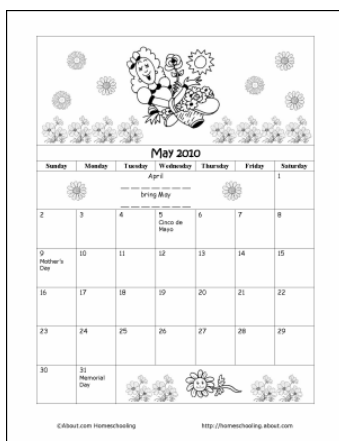 May 2010
Sunday Monday Tuesday Wednesday Thursday Friday Saturday
April 1
_ _ _ _ _ _ _
bring May
_ _ _ _ _ _ _
2 3 4 5 6 7 8
Cinco de
Mayo
9 10 11 12 13 14 15
Mother's
Day
16 17 18 19 20 21 22
23 24 25 26 27 28 29
30 31
Memorial
Day
©About.com Homeschooling http://homeschooling.about.com